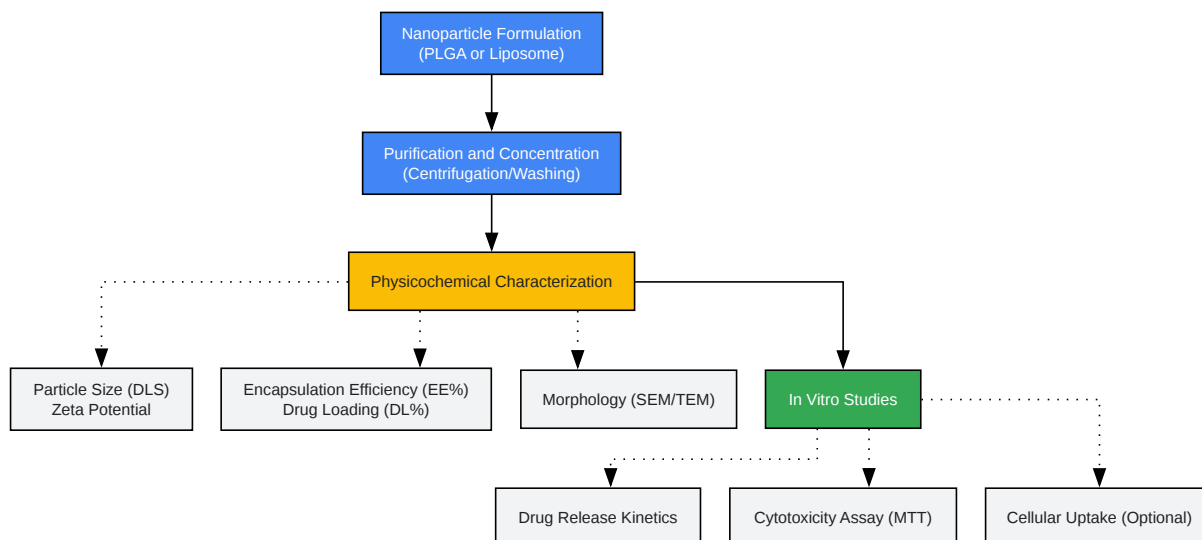 Nanoparticle Formulation
(PLGA or Liposome)
Purification and Concentration
(Centrifugation/Washing)
Physicochemical Characterization
Particle Size (DLS)
Zeta Potential
Encapsulation Efficiency (EE%)
Drug Loading (DL%)
Morphology (SEM/TEM)
In Vitro Studies
Drug Release Kinetics
Cytotoxicity Assay (MTT)
Cellular Uptake (Optional)